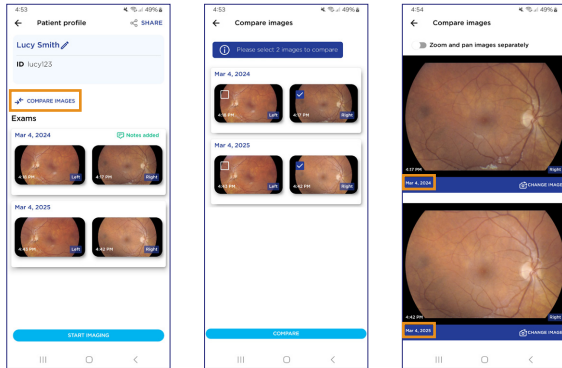 4:53
49%
Patient profile
SHARE
Lucy Smith
ID lucy123
COMPARE IMAGES
Exams
Mar 4, 2024
Notes added
4:16 PM
Left
4:17 PM
Right
Mar 4, 2025
4:43 PM
Left
4:42 PM
Right
START IMAGING
4:53
49%
Compare images
Please select 2 images to compare
Mar 4, 2024
4:16 PM
Left
4:17 PM
Right
Mar 4, 2025
4:43 PM
Left
4:42 PM
Right
COMPARE
4:54
49%
Compare images
Zoom and pan images separately
4:17 PM
Right
Mar 4, 2024
CHANGE IMAGE
4:42 PM
Right
Mar 4, 2025
CHANGE IMAGE